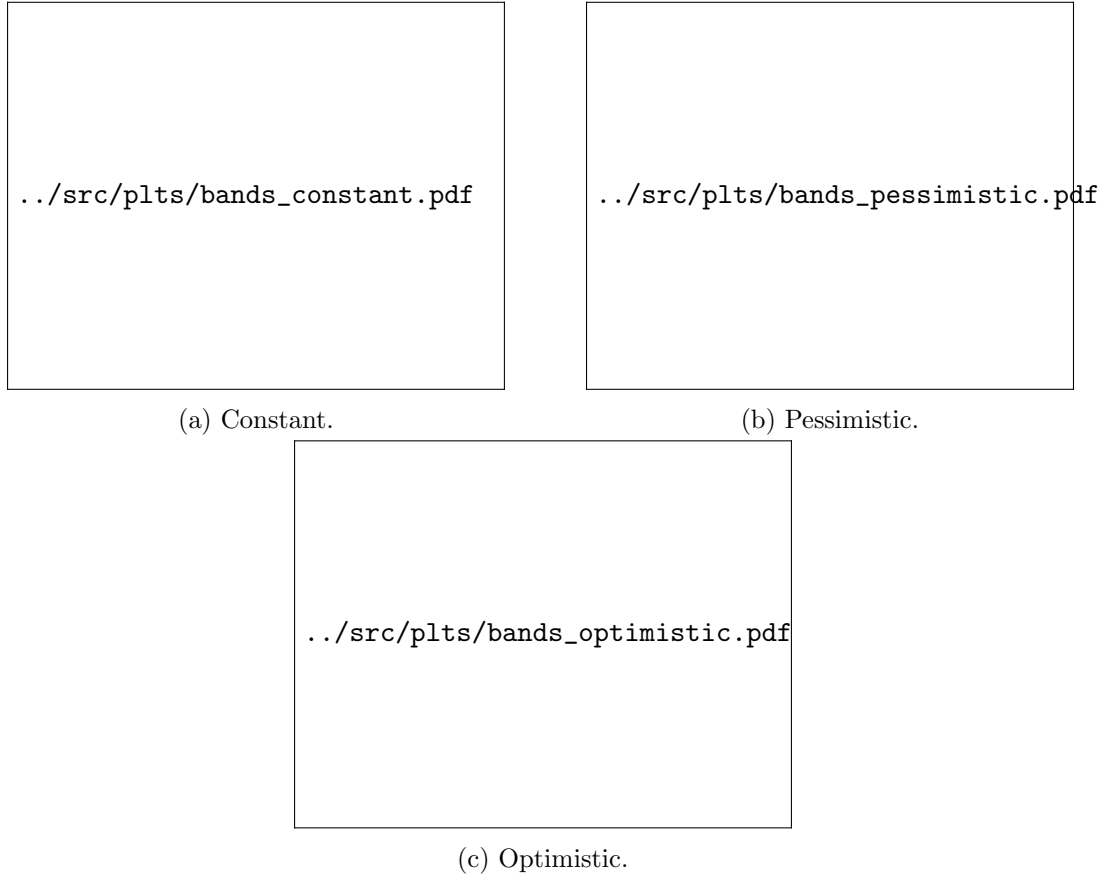 ../src/plts/bands_constant.pdf
../src/plts/bands_pessimistic.pdf
(a) Constant.
(b) Pessimistic.
../src/plts/bands_optimistic.pdf
(c) Optimistic.